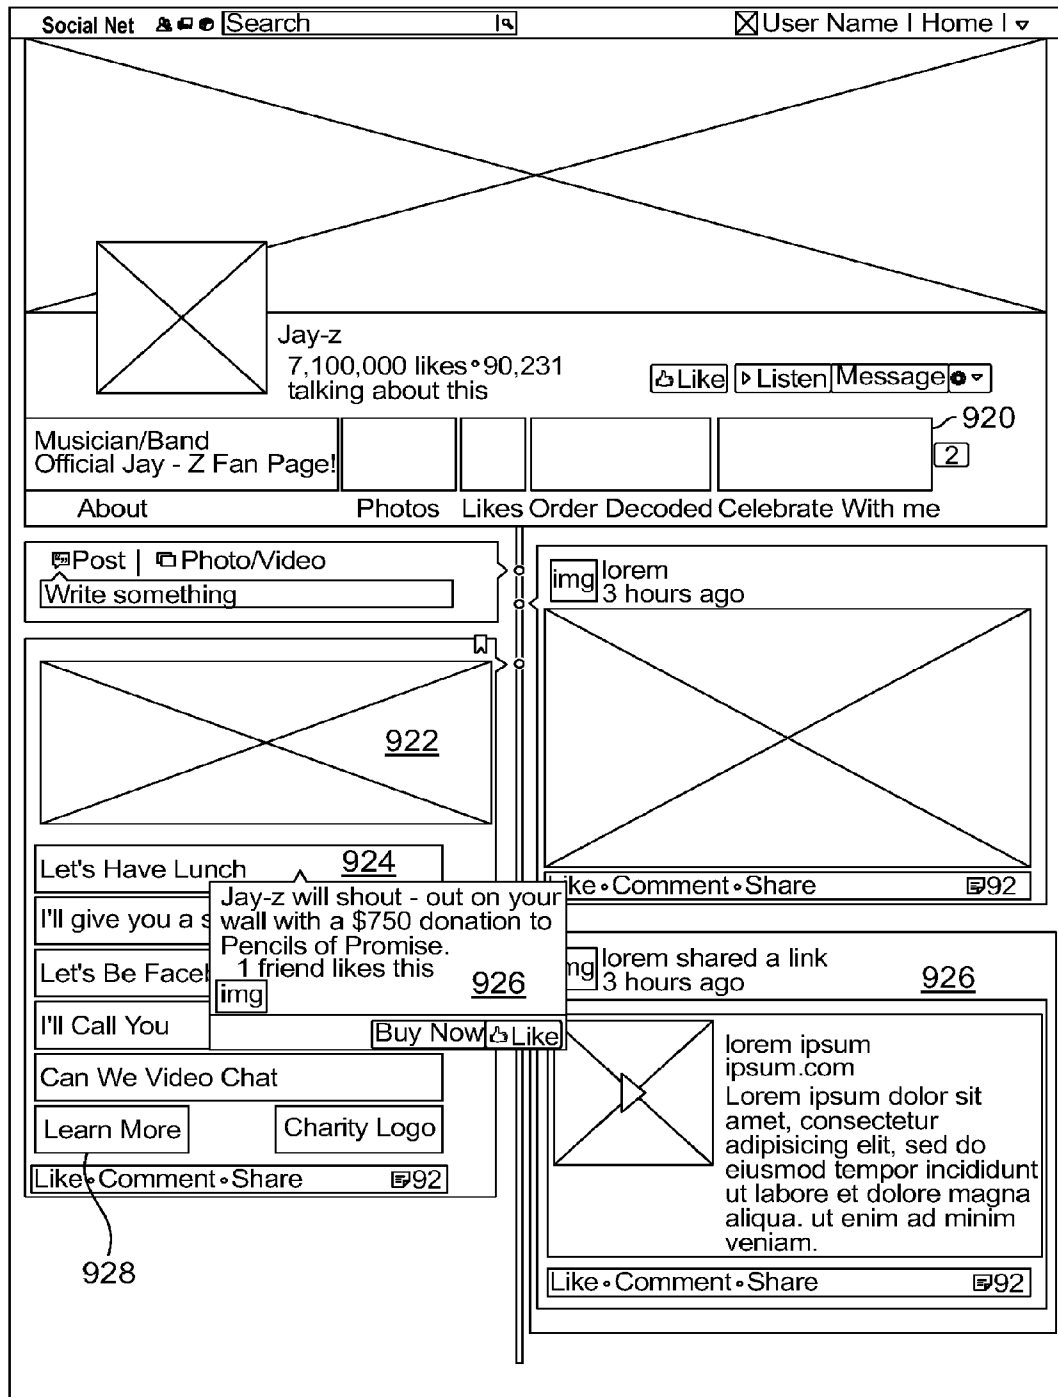 Social Net Search User Name | Home |
Jay-z
7,100,000 likes°90,231
talking about this
Like Listen Message
920
Musician/Band
Official Jay - Z Fan Page!
2
About Photos Likes Order Decoded Celebrate With me
Post | Photo/Video
Write something
922
Let's Have Lunch 924
I'll give you a s
Let's Be Faceb
I'll Call You
Can We Video Chat
Learn More Charity Logo
Like°Comment°Share 92
928
Jay-z will shout - out on your
wall with a $750 donation to
Pencils of Promise.
1 friend likes this
img 926
Buy Now Like
img lorem
3 hours ago
Like°Comment°Share 92
lorem shared a link
3 hours ago 926
lorem ipsum
ipsum.com
Lorem ipsum dolor sit
amet, consectetur
adipisicing elit, sed do
eiusmod tempor incididunt
ut labore et dolore magna
aliqua. ut enim ad minim
veniam.
Like°Comment°Share 92